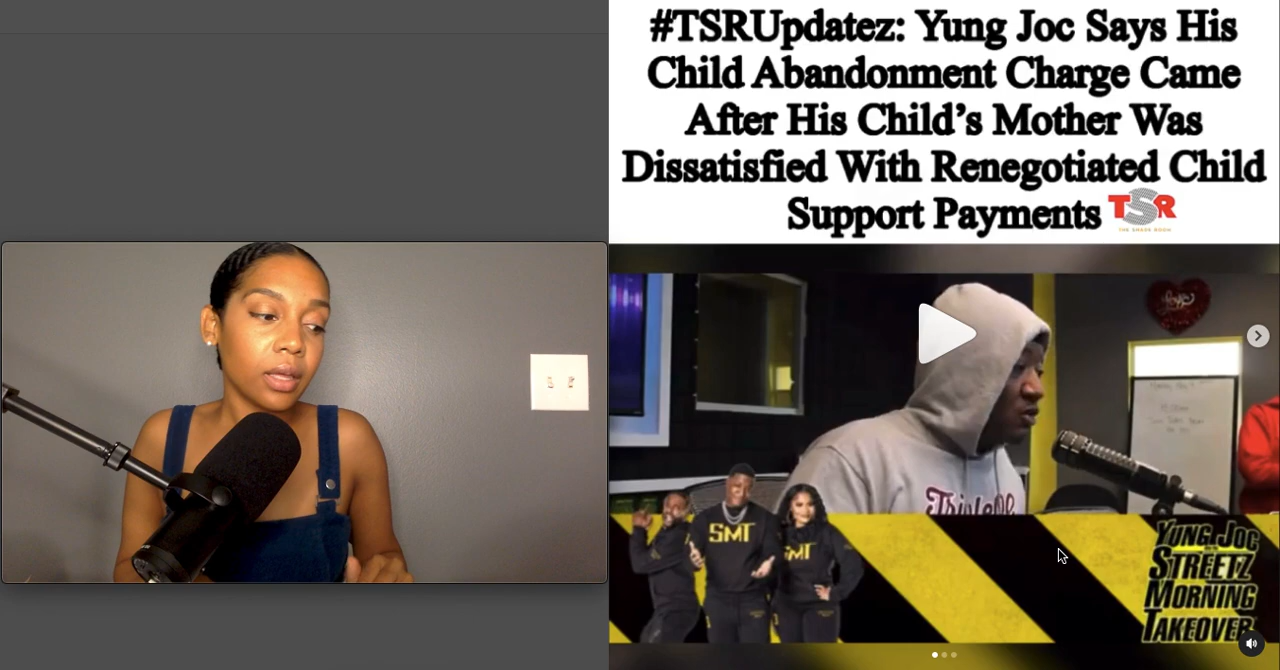 #TSRUpdatez: Yung Joc Says His
Child Abandonment Charge Came
After His Child’s Mother Was
Dissatisfied With Renegotiated Child
Support Payments TSR
THE SHADE ROOM
SMT
SMT
YUNG JOC
STREETZ
MORNING
TAKEOVER